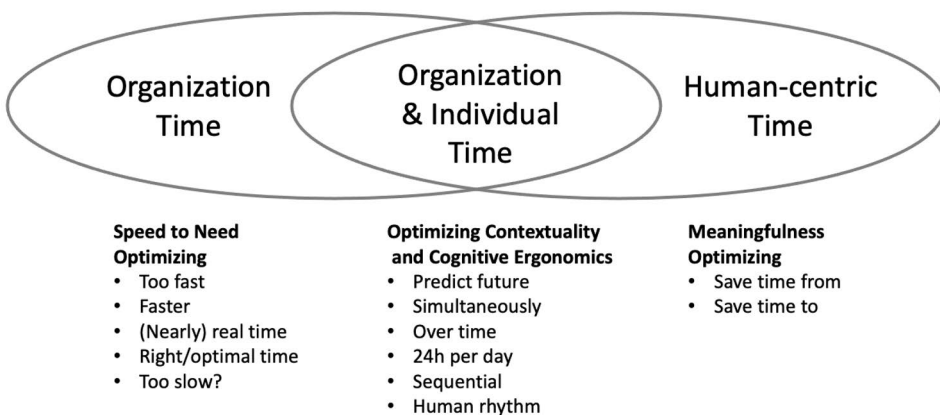 Organization
Time
Organization
& Individual
Time
Human-centric
Time
Speed to Need
Optimizing
• Too fast
• Faster
• (Nearly) real time
• Right/optimal time
• Too slow?
Optimizing Contextuality
and Cognitive Ergonomics
• Predict future
• Simultaneously
• Over time
• 24h per day
• Sequential
• Human rhythm
Meaningfulness
Optimizing
• Save time from
• Save time to